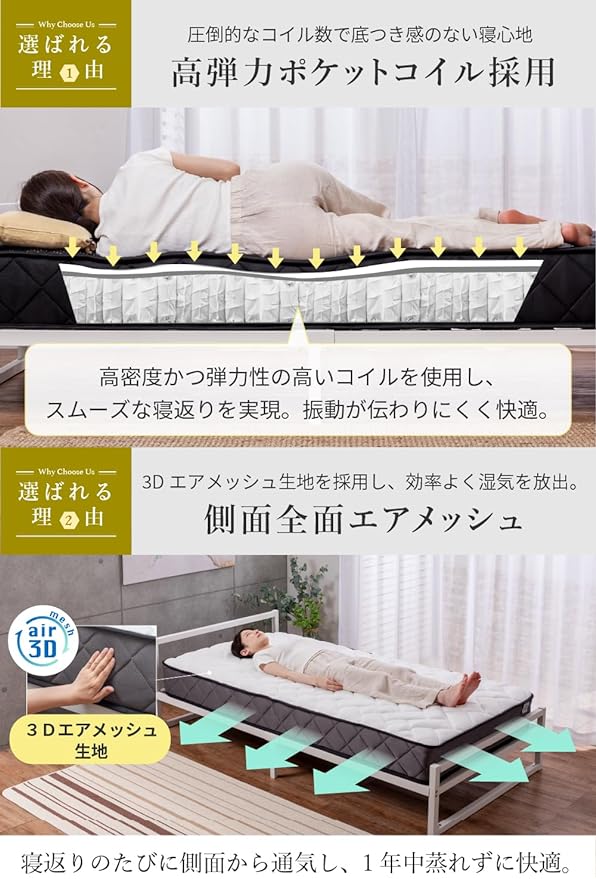 Why Choose Us
選ばれる
理1由
圧倒的なコイル数で底つき感のない寝心地
高弾力ポケットコイル採用
高密度かつ弾力性の高いコイルを使用し、
スムーズな寝返りを実現。振動が伝わりにくく快適。
Why Choose Us
選ばれる
理2由
3D エアメッシュ生地を採用し、効率よく湿気を放出。
側面全面エアメッシュ
mesh
air
3D
3Dエアメッシュ
生地
寝返りのたびに側面から通気し、1年中蒸れずに快適。